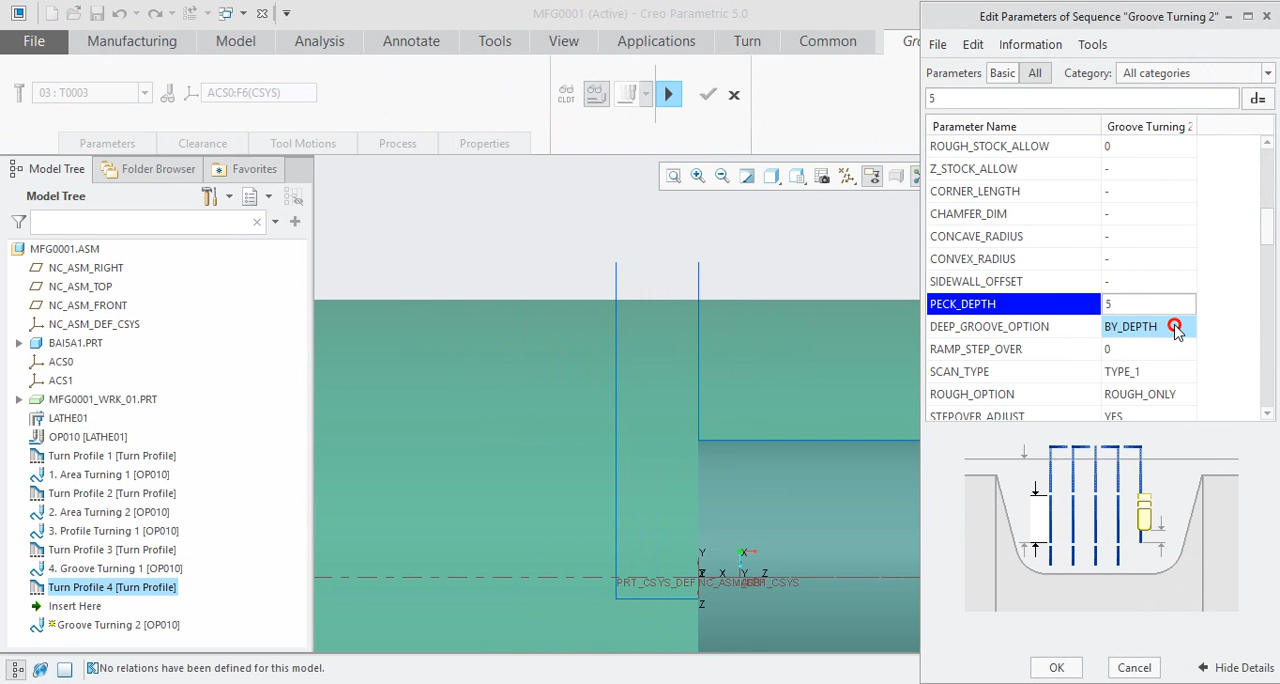 MFG0001 (Active) - Creo Parametric 5.0
File Manufacturing Model Analysis Annotate Tools View Applications Turn Common
03 : T0003 ACS0:F6(CSYS)
CLDT
Parameters Clearance Tool Motions Process Properties
Model Tree Folder Browser Favorites
Model Tree
MFG0001.ASM
NC_ASM_RIGHT
NC_ASM_TOP
NC_ASM_FRONT
NC_ASM_DEF_CSYS
BAI5A1.PRT
ACS0
ACS1
MFG0001_WRK_01.PRT
LATHE01
OP010 [LATHE01]
Turn Profile 1 [Turn Profile]
1. Area Turning 1 [OP010]
Turn Profile 2 [Turn Profile]
2. Area Turning 2 [OP010]
3. Profile Turning 1 [OP010]
Turn Profile 3 [Turn Profile]
4. Groove Turning 1 [OP010]
Turn Profile 4 [Turn Profile]
Insert Here
Groove Turning 2 [OP010]
No relations have been defined for this model.
Y X
Z X Y Z
PRT_CSYS_DEF
Z
Edit Parameters of Sequence "Groove Turning 2"
File Edit Information Tools
Parameters Basic All Category: All categories
5 d=
Parameter Name Groove Turning 2
ROUGH_STOCK_ALLOW 0
Z_STOCK_ALLOW -
CORNER_LENGTH -
CHAMFER_DIM -
CONCAVE_RADIUS -
CONVEX_RADIUS -
SIDEWALL_OFFSET -
PECK_DEPTH 5
DEEP_GROOVE_OPTION BY_DEPTH
RAMP_STEP_OVER 0
SCAN_TYPE TYPE_1
ROUGH_OPTION ROUGH_ONLY
STEPOVER_ADJUST YES
OK Cancel Hide Details